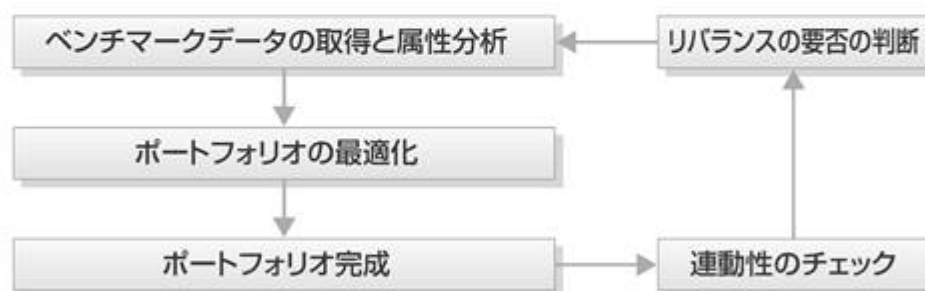 ベンチマークデータの取得と属性分析
リバランスの要否の判断
ポートフォリオの最適化
ポートフォリオ完成
連動性のチェック